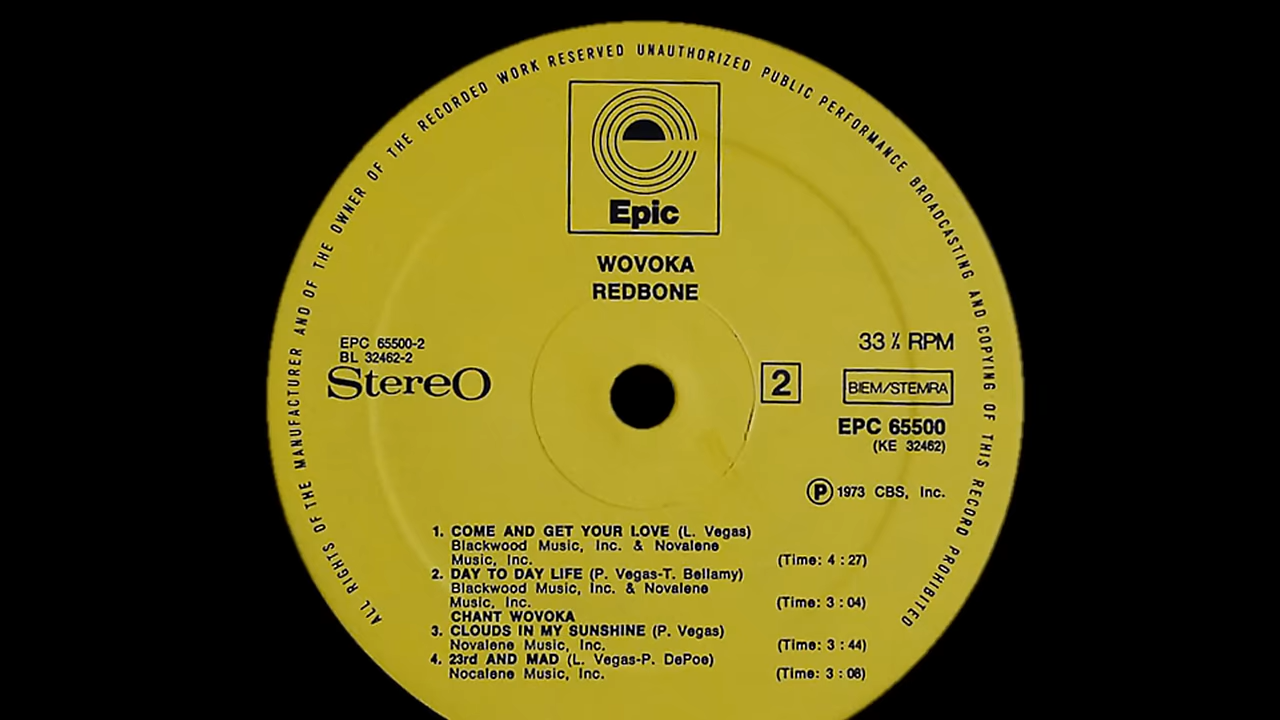 ALL RIGHTS OF THE MANUFACTURER AND OF THE OWNER OF THE RECORDED WORK RESERVED UNAUTHORIZED PUBLIC PERFORMANCE BROADCASTING AND COPYING OF THIS RECORD PROHIBITED
Epic
WOVOKA
REDBONE
EPC 65500-2
BL 32462-2
Stereo
2
33⅓ RPM
BIEM/STEMRA
EPC 65500
(KE 32462)
Ⓟ 1973 CBS, Inc.
1. COME AND GET YOUR LOVE (L. Vegas)
Blackwood Music, Inc. & Novalene
Music, Inc. (Time: 4 : 27)
2. DAY TO DAY LIFE (P. Vegas-T. Bellamy)
Blackwood Music, Inc. & Novalene
Music, Inc. (Time: 3 : 04)
CHANT WOVOKA
3. CLOUDS IN MY SUNSHINE (P. Vegas)
Novalene Music, Inc. (Time: 3 : 44)
4. 23rd AND MAD (L. Vegas-P. DePoe)
Nocalene Music, Inc. (Time: 3 : 08)